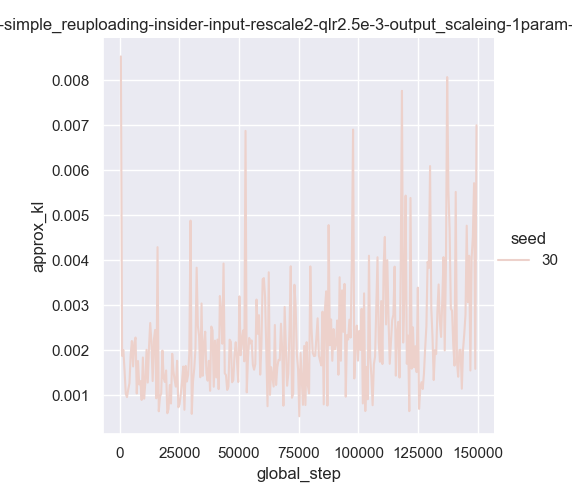 -simple_reuploading-insider-input-rescale2-qlr2.5e-3-output_scaleing-1param-
0.008
0.007
0.006
0.005
0.004
0.003
0.002
0.001
approx_kl
0 25000 50000 75000 100000 125000 150000
global_step
seed
30